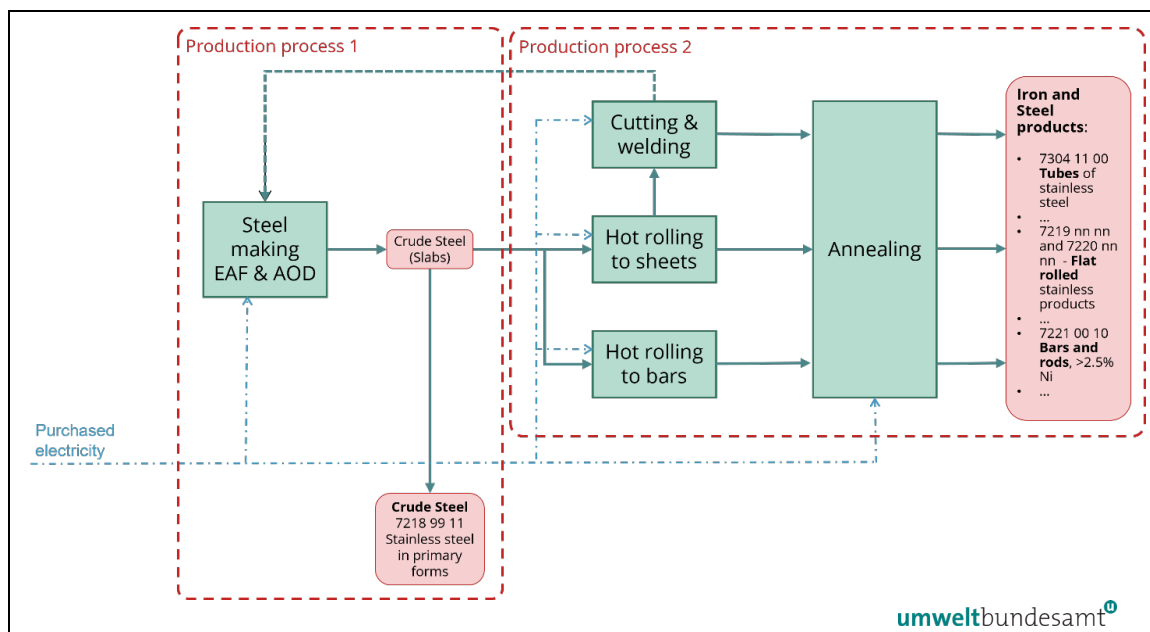 Production process 1
Production process 2
Cutting &
welding
Steel
making
EAF & AOD
Crude Steel
(Slabs)
Hot rolling
to sheets
Hot rolling
to bars
Annealing
Iron and
Steel
products:
• 7304 11 00
Tubes of
stainless
steel
• ...
• 7219 nn nn
and 7220 nn
nn - Flat
rolled
stainless
products
• ...
• 7221 00 10
Bars and
rods, >2.5%
Ni
• ...
Purchased
electricity
Crude Steel
7218 99 11
Stainless steel
in primary
forms
umweltbundesamt u